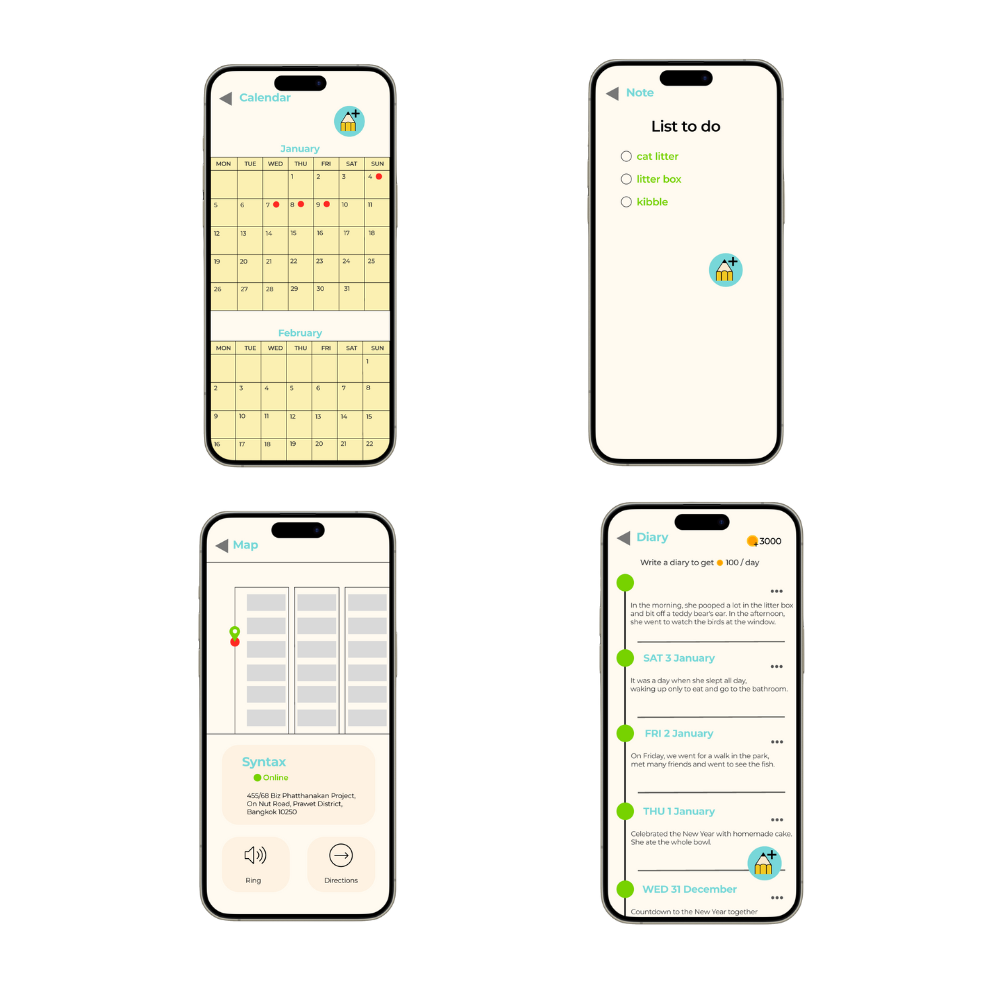 Calendar
January
MON TUE WED THU FRI SAT SUN
1 2 3 4
5 6 7 8 9 10 11
12 13 14 15 16 17 18
19 20 21 22 23 24 25
26 27 28 29 30 31
February
MON TUE WED THU FRI SAT SUN
1
2 3 4 5 6 7 8
9 10 11 12 13 14 15
16 17 18 19 20 21 22
Note
List to do
cat litter
litter box
kibble
Map
Syntax
Online
455/68 Biz Phatthanakan Project,
On Nut Road, Prawet District,
Bangkok 10250
Ring
Directions
Diary
3000
Write a diary to get 100 / day
In the morning, she pooped a lot in the litter box
and bit off a teddy bear's ear. In the afternoon,
she went to watch the birds at the window.
SAT 3 January
It was a day when she slept all day,
waking up only to eat and go to the bathroom.
FRI 2 January
On Friday, we went for a walk in the park,
met many friends and went to see the fish.
THU 1 January
Celebrated the New Year with homemade cake.
She ate the whole bowl.
WED 31 December
Countdown to the New Year together